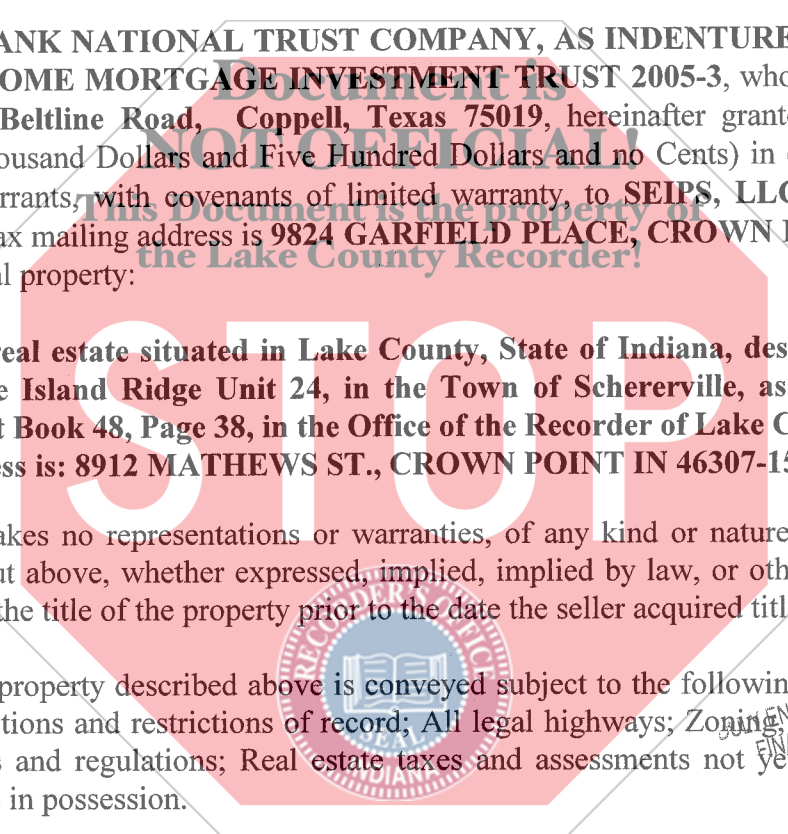 ANK NATIONAL TRUST COMPANY, AS INDENTURE
OME MORTGAGE INVESTMENT TRUST 2005-3, who
Document is
Beltline Road, Coppell, Texas 75019, hereinafter grant
NOT OFFICIAL!
ousand Dollars and Five Hundred Dollars and no Cents) in
rrants, with covenants of limited warranty, to SEIPS, LLC
This Document is the property of
ax mailing address is 9824 GARFIELD PLACE, CROWN
the Lake County Recorder!
al property:
STOP
real estate situated in Lake County, State of Indiana, des
e Island Ridge Unit 24, in the Town of Schererville, as
t Book 48, Page 38, in the Office of the Recorder of Lake C
ess is: 8912 MATHEWS ST., CROWN POINT IN 46307-15
akes no representations or warranties, of any kind or nature
ut above, whether expressed, implied, implied by law, or oth
the title of the property prior to the date the seller acquired titl
RECORDER'S OFFICE
property described above is conveyed subject to the followin
tions and restrictions of record; All legal highways; Zoning,
SEAL
s and regulations; Real estate taxes and assessments not ye
INDIANA
in possession.